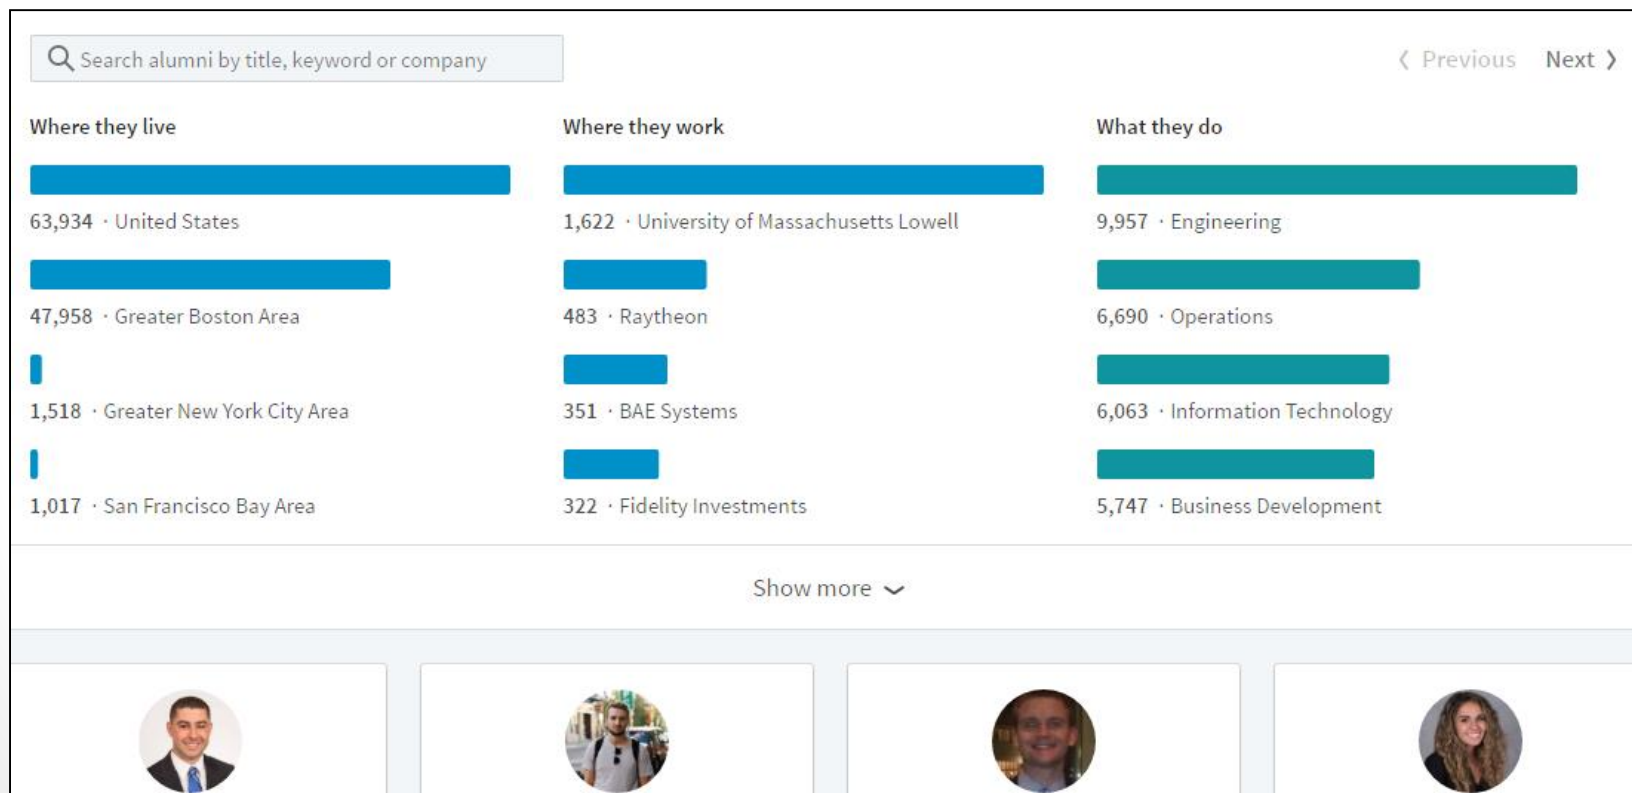 Search alumni by title, keyword or company
Previous Next
Where they live
63,934 · United States
47,958 · Greater Boston Area
1,518 · Greater New York City Area
1,017 · San Francisco Bay Area
Where they work
1,622 · University of Massachusetts Lowell
483 · Raytheon
351 · BAE Systems
322 · Fidelity Investments
What they do
9,957 · Engineering
6,690 · Operations
6,063 · Information Technology
5,747 · Business Development
Show more